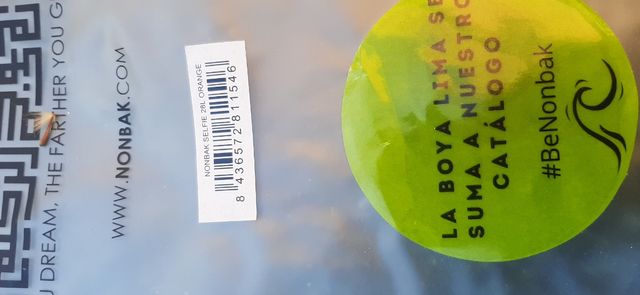 U DREAM, THE FARTHER YOU G
WWW.NONBAK.COM
NONBAK SELFIE 28L ORANGE
8 436572 811546
LA BOYA LIMA SE
SUMA A NUESTRO
CATÁLOGO
#BeNonbak